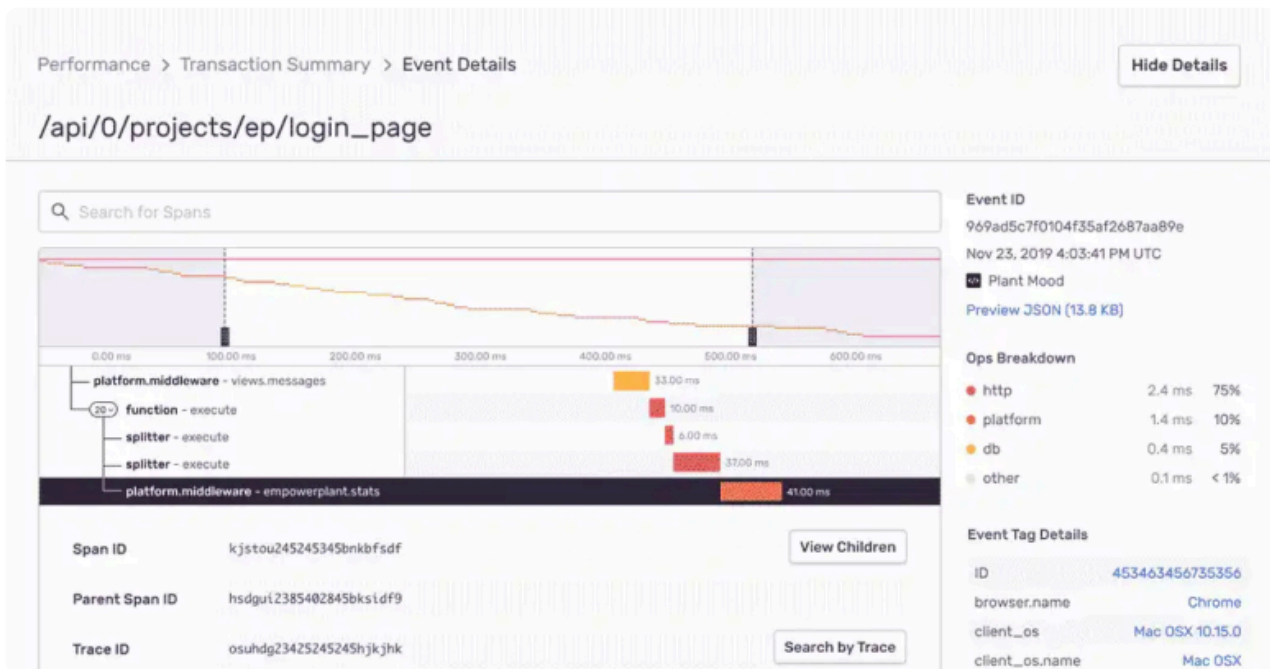 Performance > Transaction Summary > Event Details
Hide Details
/api/0/projects/ep/login_page
Search for Spans
0.00 ms 100.00 ms 200.00 ms 300.00 ms 400.00 ms 500.00 ms 600.00 ms
platform.middleware - views.messages 33.00 ms
20 function - execute 10.00 ms
splitter - execute 6.00 ms
splitter - execute 37.00 ms
platform.middleware - empowerplant.stats 41.00 ms
Span ID kjstou245245345bnkbfsdf View Children
Parent Span ID hsdgui2385402845bksidf9
Trace ID osuhdg23425245245hjkjhk Search by Trace
Event ID
969ad5c7f0104f35af2687aa89e
Nov 23, 2019 4:03:41 PM UTC
Plant Mood
Preview JSON (13.8 KB)
Ops Breakdown
http 2.4 ms 75%
platform 1.4 ms 10%
db 0.4 ms 5%
other 0.1 ms < 1%
Event Tag Details
ID 453463456735356
browser.name Chrome
client_os Mac OSX 10.15.0
client_os.name Mac OSX